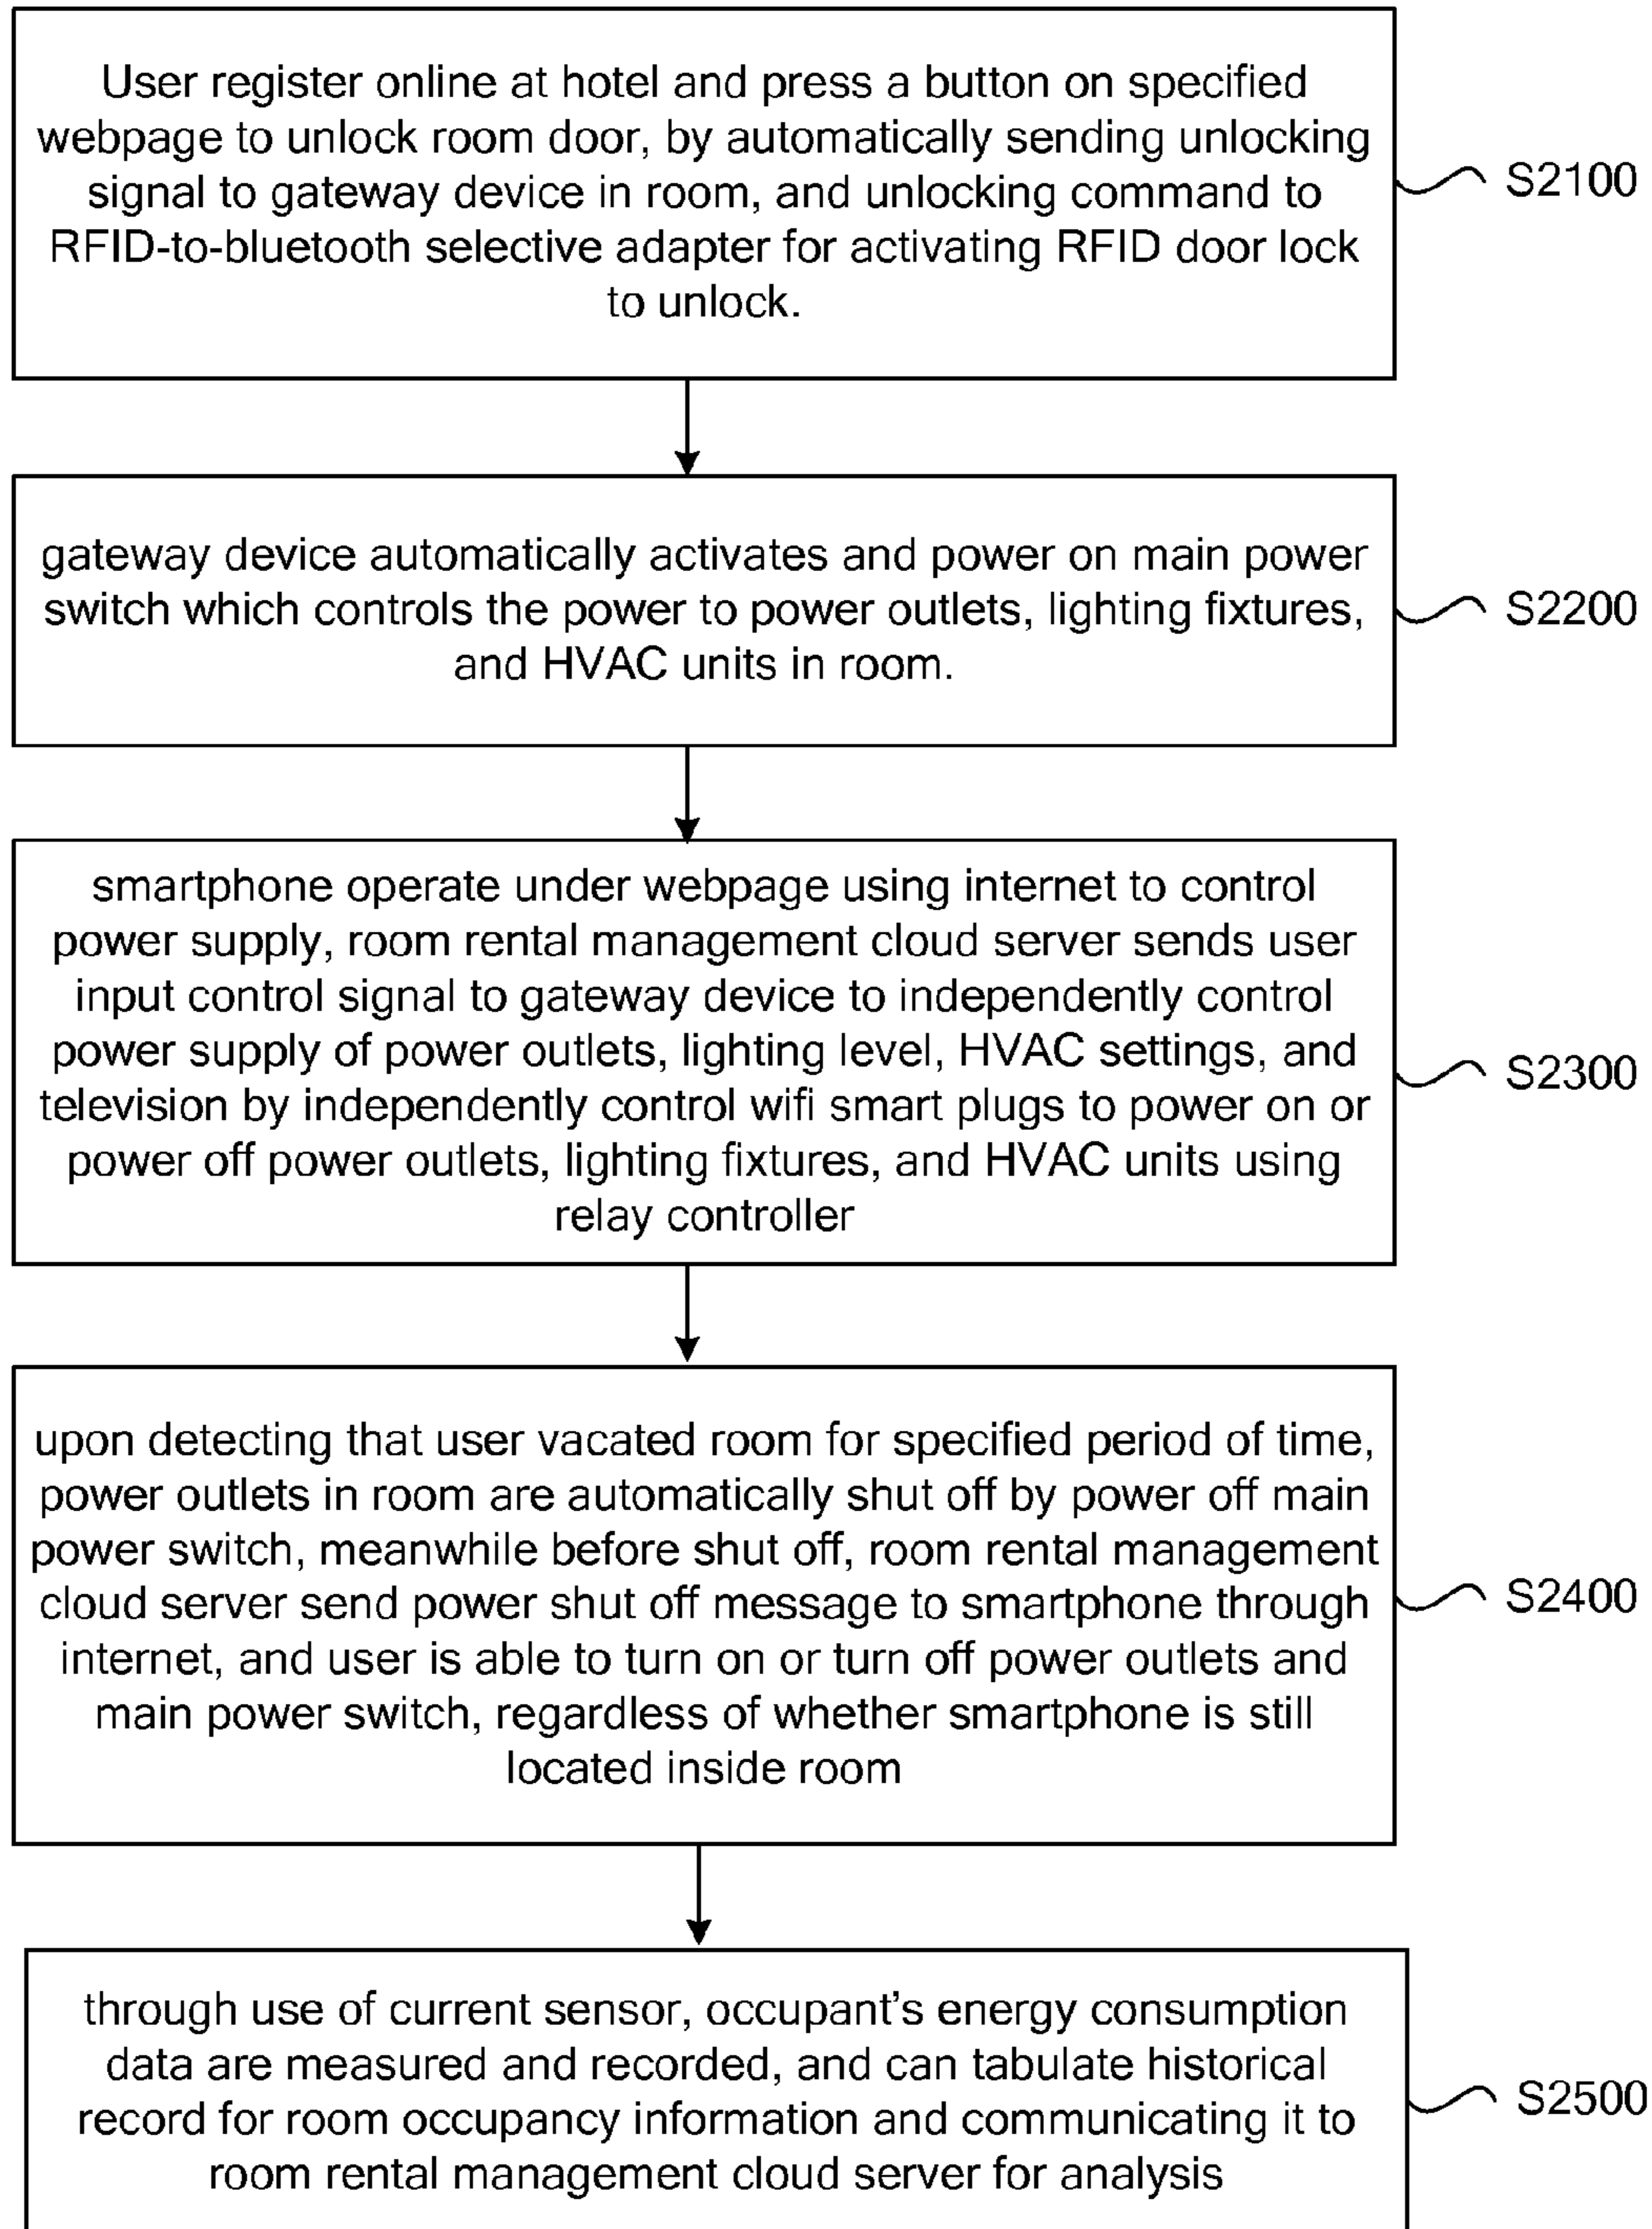 User register online at hotel and press a button on specified
webpage to unlock room door, by automatically sending unlocking
signal to gateway device in room, and unlocking command to
RFID-to-bluetooth selective adapter for activating RFID door lock
to unlock.
S2100
gateway device automatically activates and power on main power
switch which controls the power to power outlets, lighting fixtures,
and HVAC units in room.
S2200
smartphone operate under webpage using internet to control
power supply, room rental management cloud server sends user
input control signal to gateway device to independently control
power supply of power outlets, lighting level, HVAC settings, and
television by independently control wifi smart plugs to power on or
power off power outlets, lighting fixtures, and HVAC units using
relay controller
S2300
upon detecting that user vacated room for specified period of time,
power outlets in room are automatically shut off by power off main
power switch, meanwhile before shut off, room rental management
cloud server send power shut off message to smartphone through
internet, and user is able to turn on or turn off power outlets and
main power switch, regardless of whether smartphone is still
located inside room
S2400
through use of current sensor, occupant's energy consumption
data are measured and recorded, and can tabulate historical
record for room occupancy information and communicating it to
room rental management cloud server for analysis
S2500